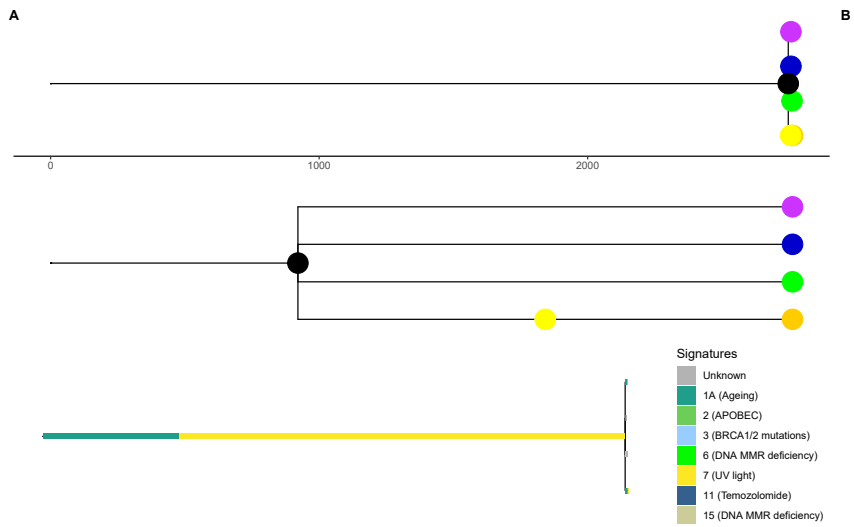 A B
0 1000 2000
Signatures
Unknown
1A (Ageing)
2 (APOBEC)
3 (BRCA1/2 mutations)
6 (DNA MMR deficiency)
7 (UV light)
11 (Temozolomide)
15 (DNA MMR deficiency)